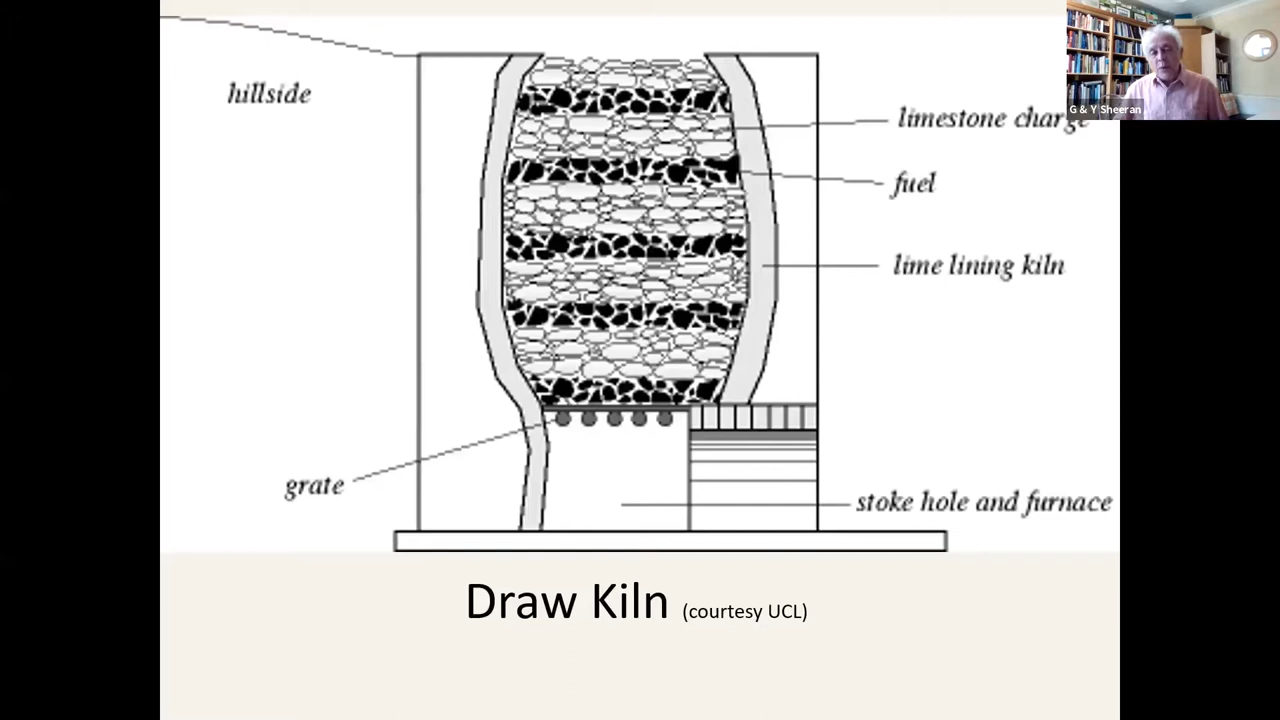 G & Y Sheeran
hillside
limestone charge
fuel
lime lining kiln
grate
stoke hole and furnace
Draw Kiln (courtesy UCL)